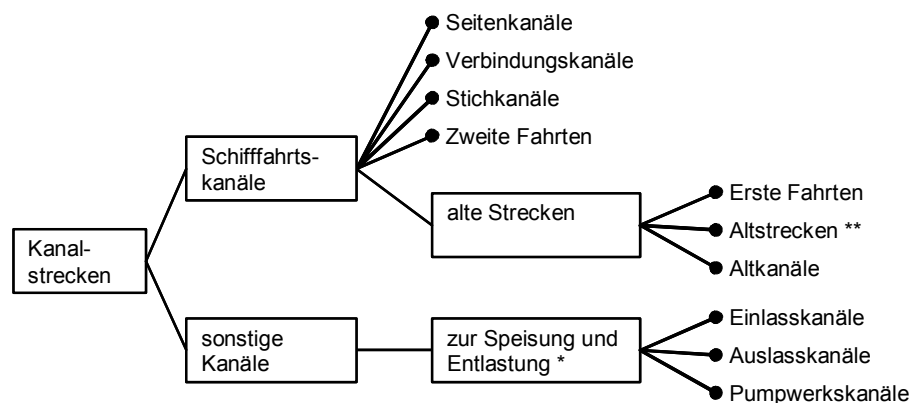 Seitenkanäle
Verbindungskanäle
Stichkanäle
Zweite Fahrten
Schifffahrts-
kanäle
alte Strecken
Erste Fahrten
Altstrecken **
Altkanäle
Kanal-
strecken
sonstige
Kanäle
zur Speisung und
Entlastung *
Einlasskanäle
Auslasskanäle
Pumpwerkskanäle